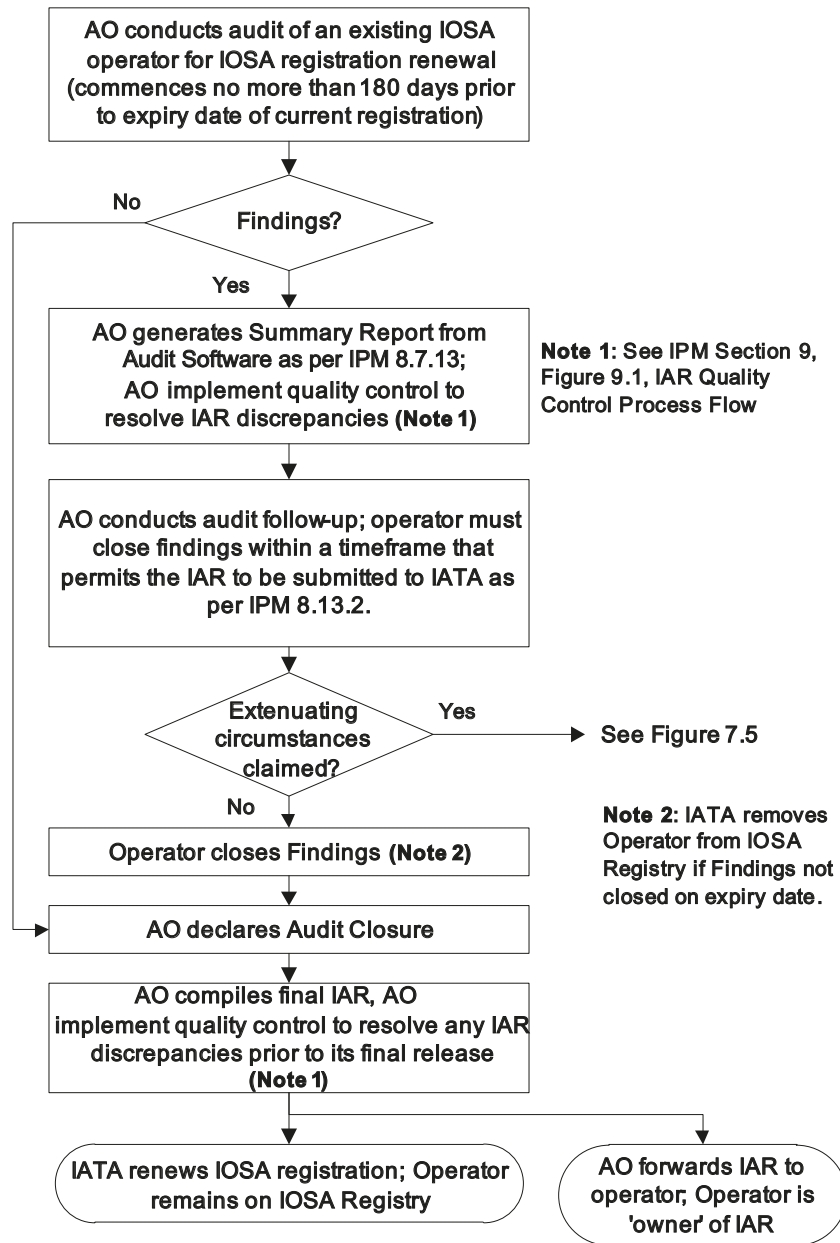 AO conducts audit of an existing IOSA
operator for IOSA registration renewal
(commences no more than 180 days prior
to expiry date of current registration)
No
Findings?
Yes
AO generates Summary Report from
Audit Software as per IPM 8.7.13;
AO implement quality control to
resolve IAR discrepancies (Note 1)
Note 1: See IPM Section 9,
Figure 9.1, IAR Quality
Control Process Flow
AO conducts audit follow-up; operator must
close findings within a timeframe that
permits the IAR to be submitted to IATA as
per IPM 8.13.2.
Extenuating
circumstances
claimed?
Yes
See Figure 7.5
No
Note 2: IATA removes
Operator from IOSA
Registry if Findings not
closed on expiry date.
Operator closes Findings (Note 2)
AO declares Audit Closure
AO compiles final IAR, AO
implement quality control to resolve any IAR
discrepancies prior to its final release
(Note 1)
IATA renews IOSA registration; Operator
remains on IOSA Registry
AO forwards IAR to
operator; Operator is
'owner' of IAR